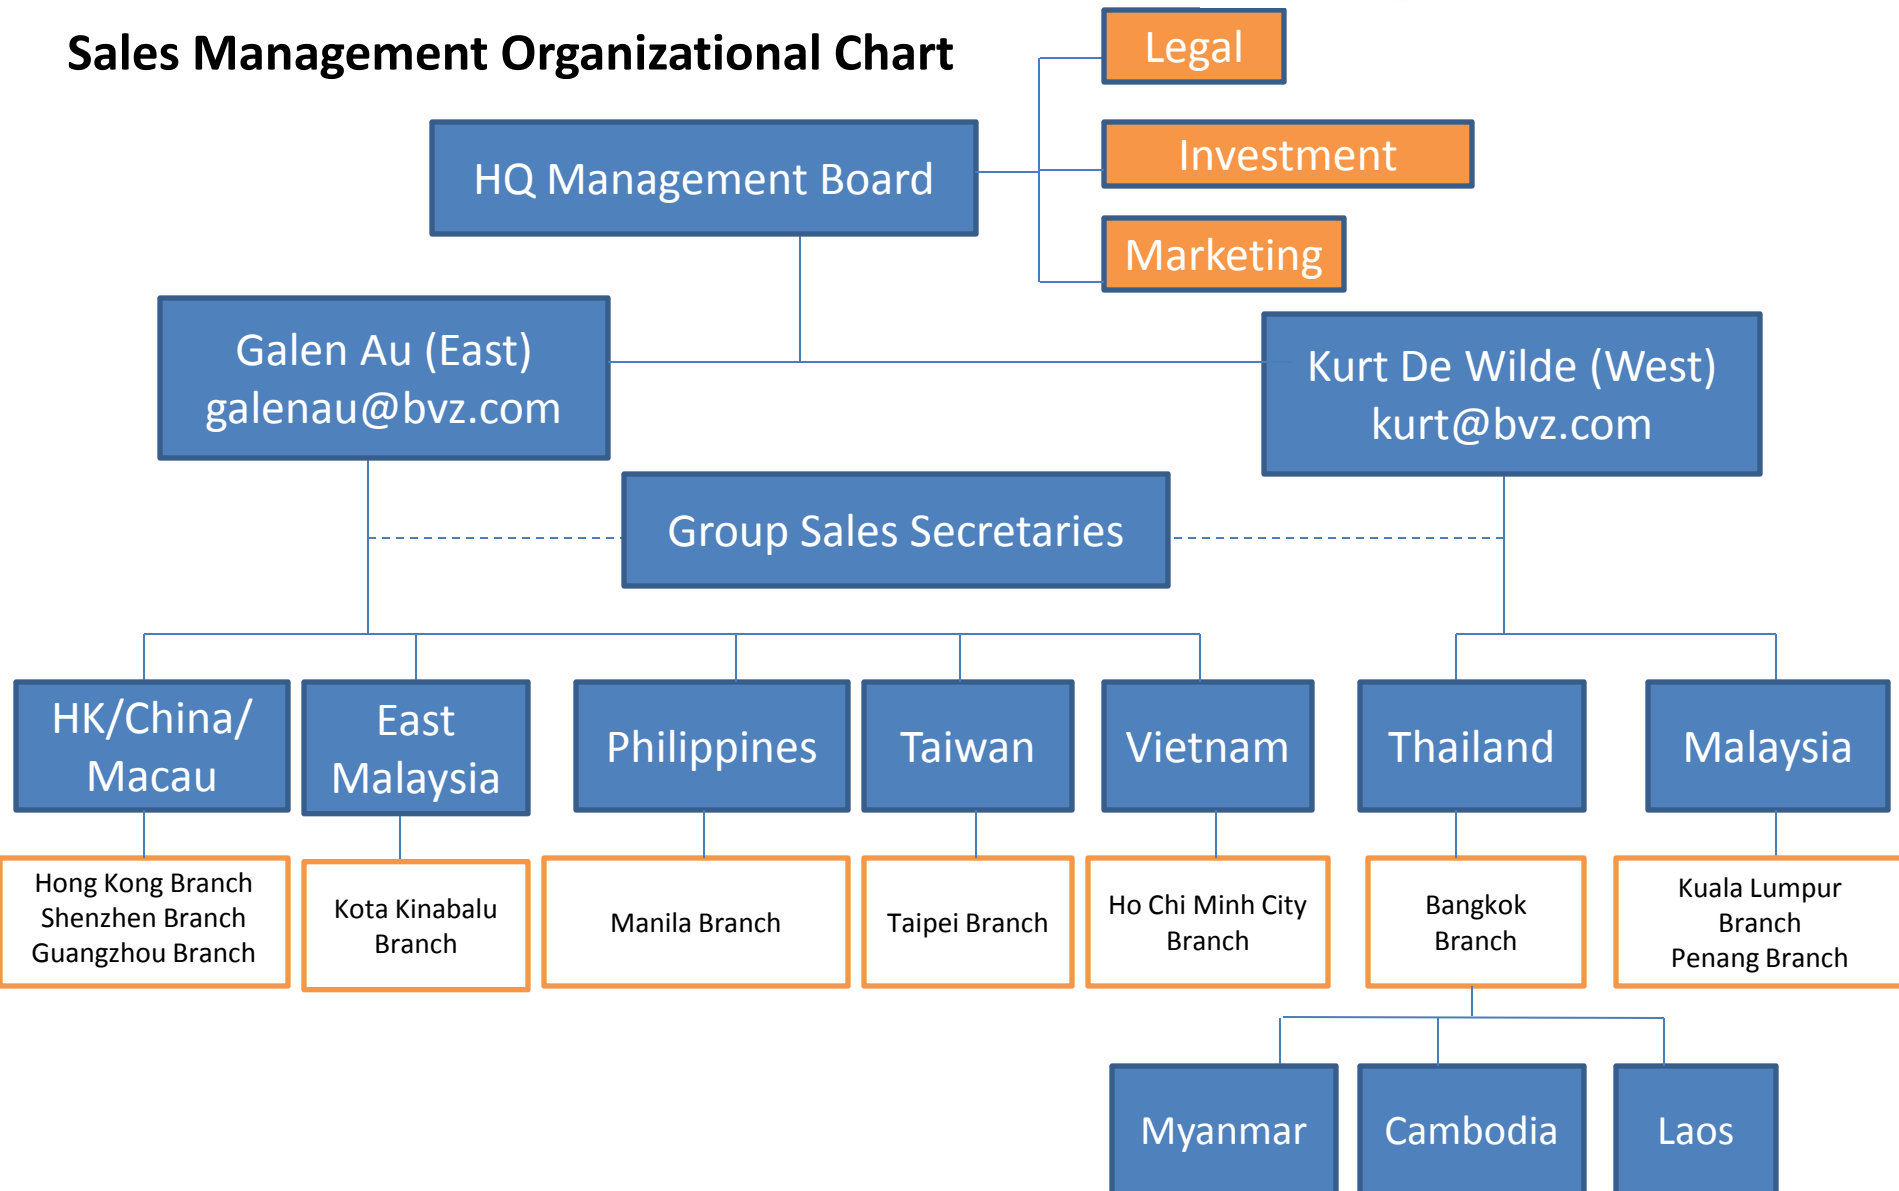 Sales Management Organizational Chart
Legal
HQ Management Board
Investment
Marketing
Galen Au (East)
galenau@bvz.com
Kurt De Wilde (West)
kurt@bvz.com
Group Sales Secretaries
HK/China/
Macau
East
Malaysia
Philippines
Taiwan
Vietnam
Thailand
Malaysia
Hong Kong Branch
Shenzhen Branch
Guangzhou Branch
Kota Kinabalu
Branch
Manila Branch
Taipei Branch
Ho Chi Minh City
Branch
Bangkok
Branch
Kuala Lumpur
Branch
Penang Branch
Myanmar
Cambodia
Laos